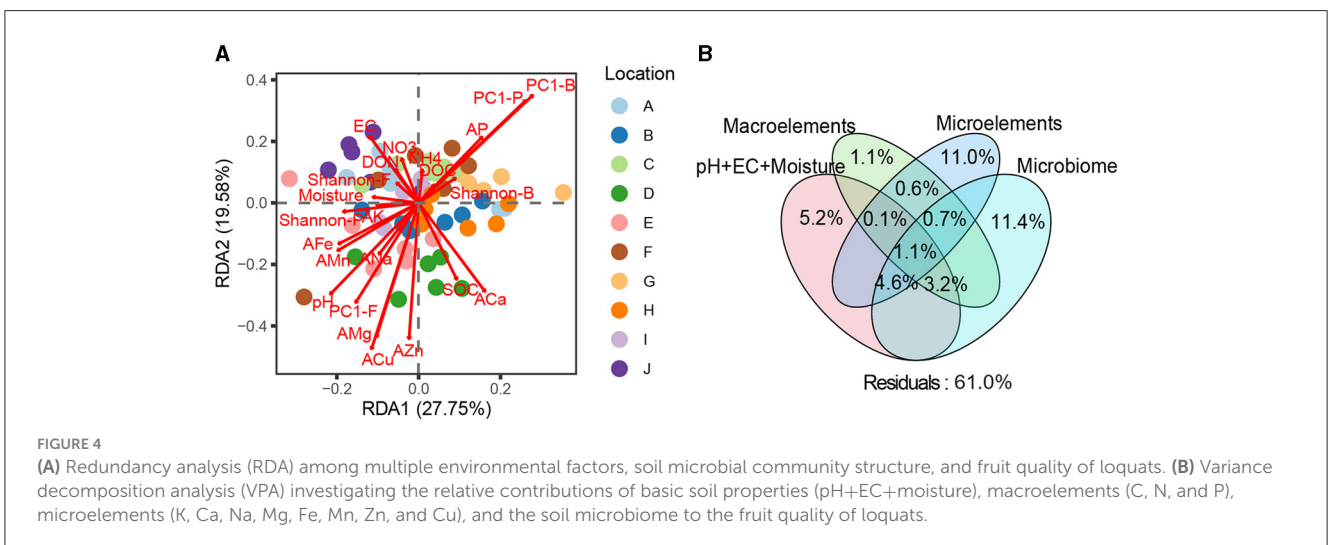 A
B
Location
A
B
C
D
E
F
G
H
I
J
RDA2 (19.58%)
0.4
0.2
0.0
−0.2
−0.4
−0.2
0.0
0.2
RDA1 (27.75%)
PC1-B
PC1-P
AP
EC
NO3
NH4
DON
DOC
Shannon-F
Shannon-B
Moisture
Shannon-P
AK
AFe
AMn
ANa
SOC
ACa
pH
PC1-F
AMg
ACu
AZn
Macroelements
Microelements
pH+EC+Moisture
Microbiome
1.1%
11.0%
0.6%
5.2%
0.1%
0.7%
11.4%
1.1%
4.6%
3.2%
Residuals : 61.0%
FIGURE 4
(A) Redundancy analysis (RDA) among multiple environmental factors, soil microbial community structure, and fruit quality of loquats. (B) Variance
decomposition analysis (VPA) investigating the relative contributions of basic soil properties (pH+EC+moisture), macroelements (C, N, and P),
microelements (K, Ca, Na, Mg, Fe, Mn, Zn, and Cu), and the soil microbiome to the fruit quality of loquats.